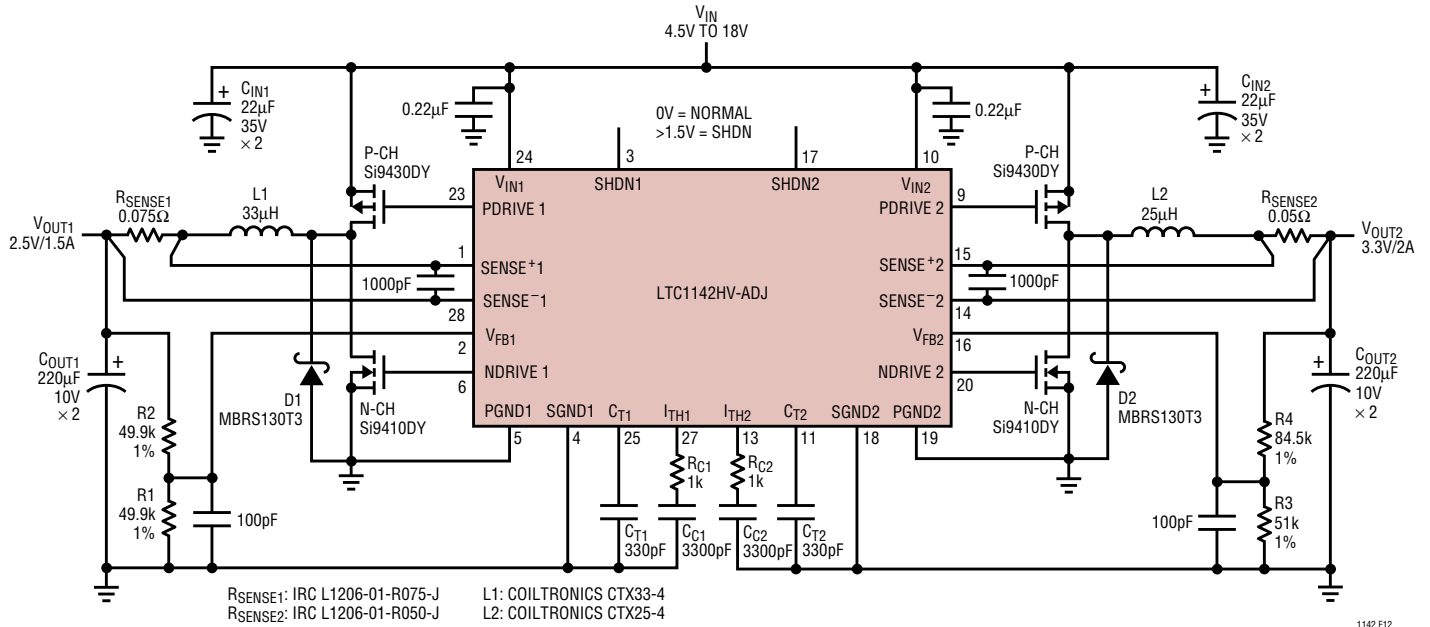 VIN
4.5V TO 18V
+
CIN1
22µF
35V
× 2
0.22µF
0V = NORMAL
>1.5V = SHDN
0.22µF
+
CIN2
22µF
35V
× 2
P-CH
Si9430DY
24
3
17
10
P-CH
Si9430DY
VIN1
SHDN1
SHDN2
VIN2
23
PDRIVE 1
PDRIVE 2
9
RSENSE1
0.075Ω
L1
33µH
VOUT1
2.5V/1.5A
L2
25µH
RSENSE2
0.05Ω
VOUT2
3.3V/2A
1
SENSE+1
SENSE+2
15
1000pF
LTC1142HV-ADJ
1000pF
SENSE–1
SENSE–2
28
14
VFB1
VFB2
2
16
NDRIVE 1
NDRIVE 2
6
20
COUT1
220µF
10V
× 2
+
D1
MBRS130T3
N-CH
Si9410DY
N-CH
Si9410DY
D2
MBRS130T3
+
COUT2
220µF
10V
× 2
PGND1
SGND1
CT1
ITH1
ITH2
CT2
SGND2
PGND2
5
4
25
27
13
11
18
19
R2
49.9k
1%
R4
84.5k
1%
RC1
1k
RC2
1k
R1
49.9k
1%
100pF
CT1
330pF
CC1
3300pF
CC2
3300pF
CT2
330pF
100pF
R3
51k
1%
RSENSE1: IRC L1206-01-R075-J L1: COILTRONICS CTX33-4
RSENSE2: IRC L1206-01-R050-J L2: COILTRONICS CTX25-4
1142 F12